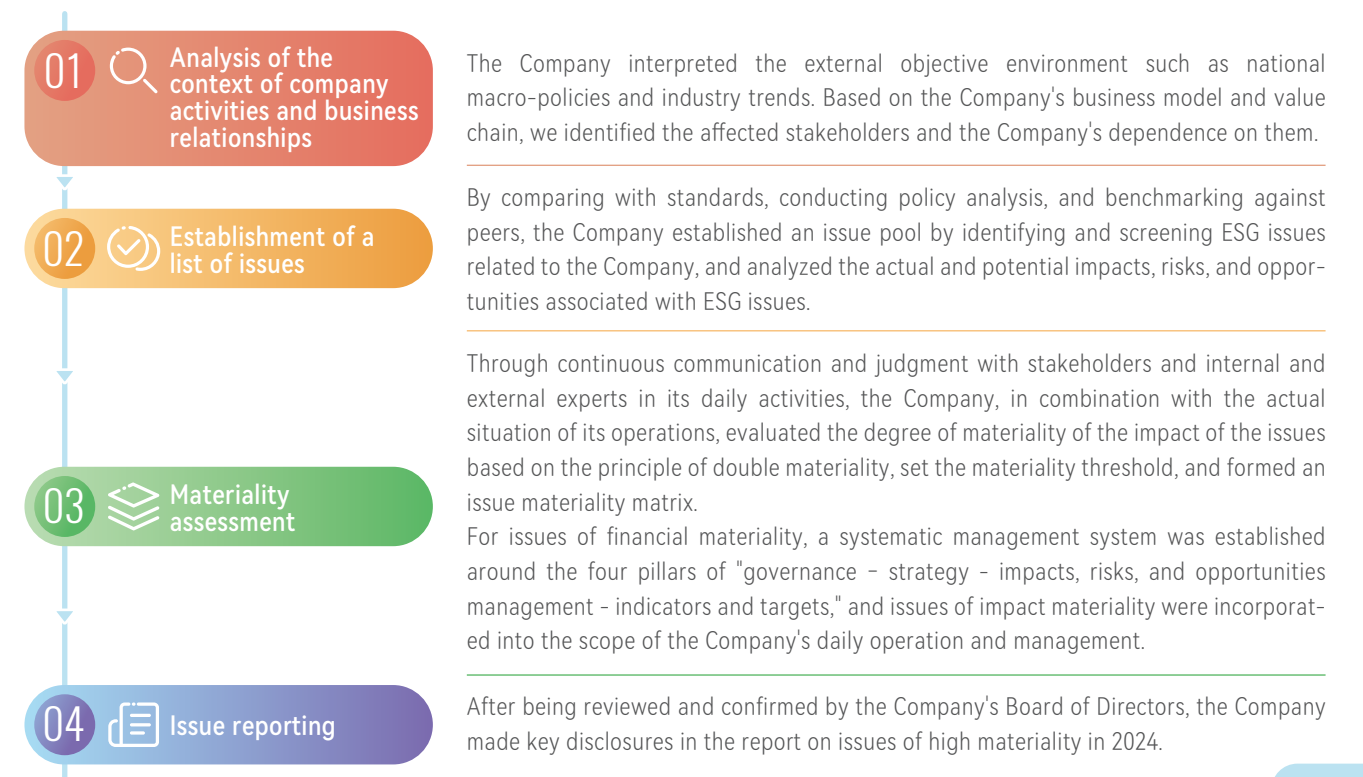 01
Analysis of the
context of company
activities and business
relationships
The Company interpreted the external objective environment such as national
macro-policies and industry trends. Based on the Company's business model and value
chain, we identified the affected stakeholders and the Company's dependence on them.
02
Establishment of a
list of issues
By comparing with standards, conducting policy analysis, and benchmarking against
peers, the Company established an issue pool by identifying and screening ESG issues
related to the Company, and analyzed the actual and potential impacts, risks, and oppor-
tunities associated with ESG issues.
03
Materiality
assessment
Through continuous communication and judgment with stakeholders and internal and
external experts in its daily activities, the Company, in combination with the actual
situation of its operations, evaluated the degree of materiality of the impact of the issues
based on the principle of double materiality, set the materiality threshold, and formed an
issue materiality matrix.
For issues of financial materiality, a systematic management system was established
around the four pillars of "governance – strategy - impacts, risks, and opportunities
management - indicators and targets," and issues of impact materiality were incorporat-
ed into the scope of the Company's daily operation and management.
04
Issue reporting
After being reviewed and confirmed by the Company's Board of Directors, the Company
made key disclosures in the report on issues of high materiality in 2024.